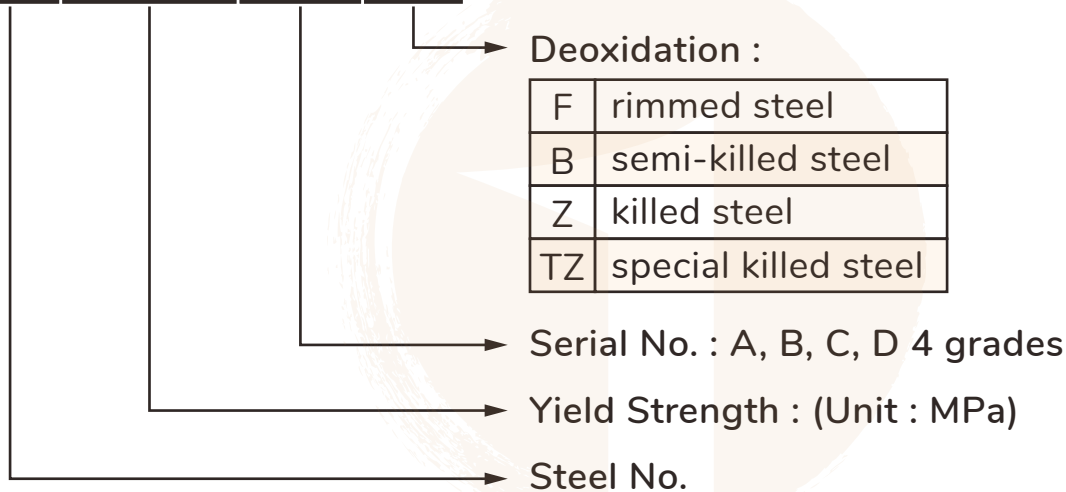 Deoxidation :
F rimmed steel
B semi-killed steel
Z killed steel
TZ special killed steel
Serial No. : A, B, C, D 4 grades
Yield Strength : (Unit : MPa)
Steel No.